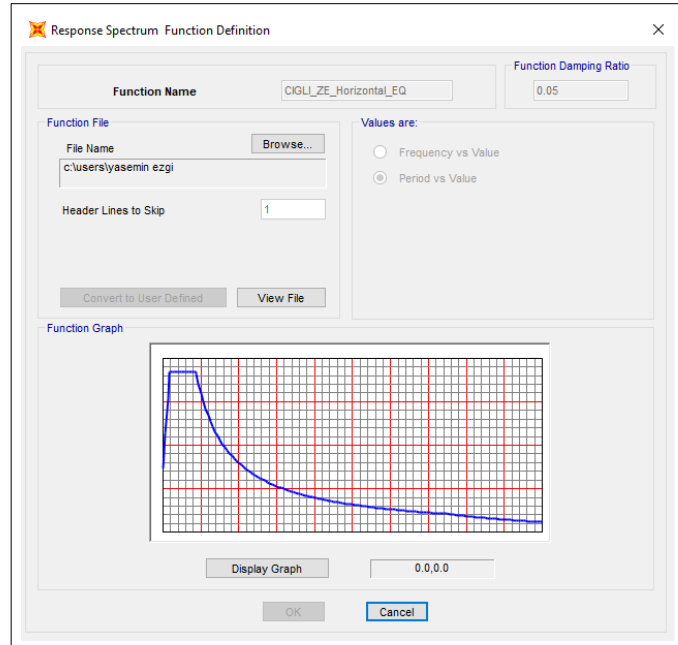 Response Spectrum Function Definition
Function Damping Ratio
Function Name
CIGLI_ZE_Horizontal_EQ
0.05
Function File
Values are:
File Name
Browse...
c:\users\yasemin ezgi
Frequency vs Value
Period vs Value
Header Lines to Skip
1
Convert to User Defined
View File
Function Graph
Display Graph
0.0,0.0
OK
Cancel